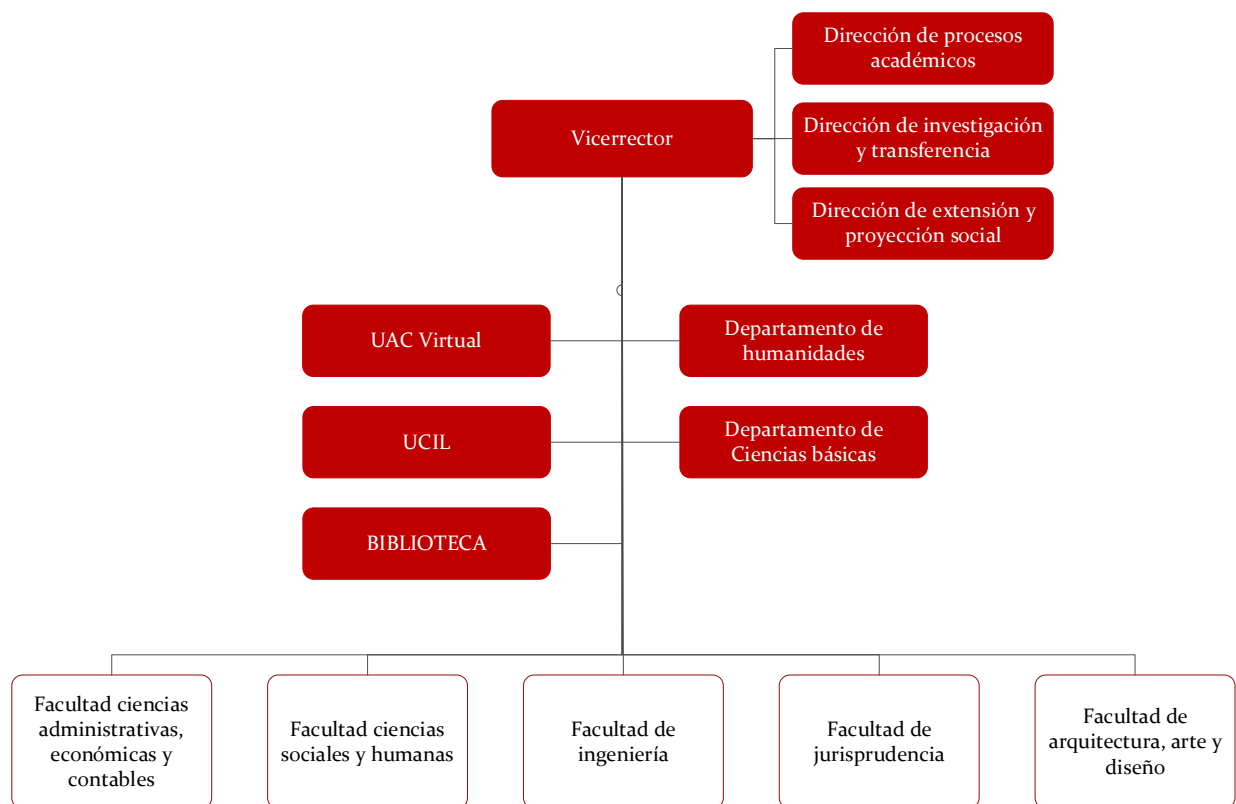 Dirección de procesos
académicos
Vicerrector
Dirección de investigación
y transferencia
Dirección de extensión y
proyección social
UAC Virtual
Departamento de
humanidades
UCIL
Departamento de
Ciencias básicas
BIBLIOTECA
Facultad ciencias
administrativas,
económicas y
contables
Facultad ciencias
sociales y humanas
Facultad de
ingeniería
Facultad de
jurisprudencia
Facultad de
arquitectura, arte y
diseño